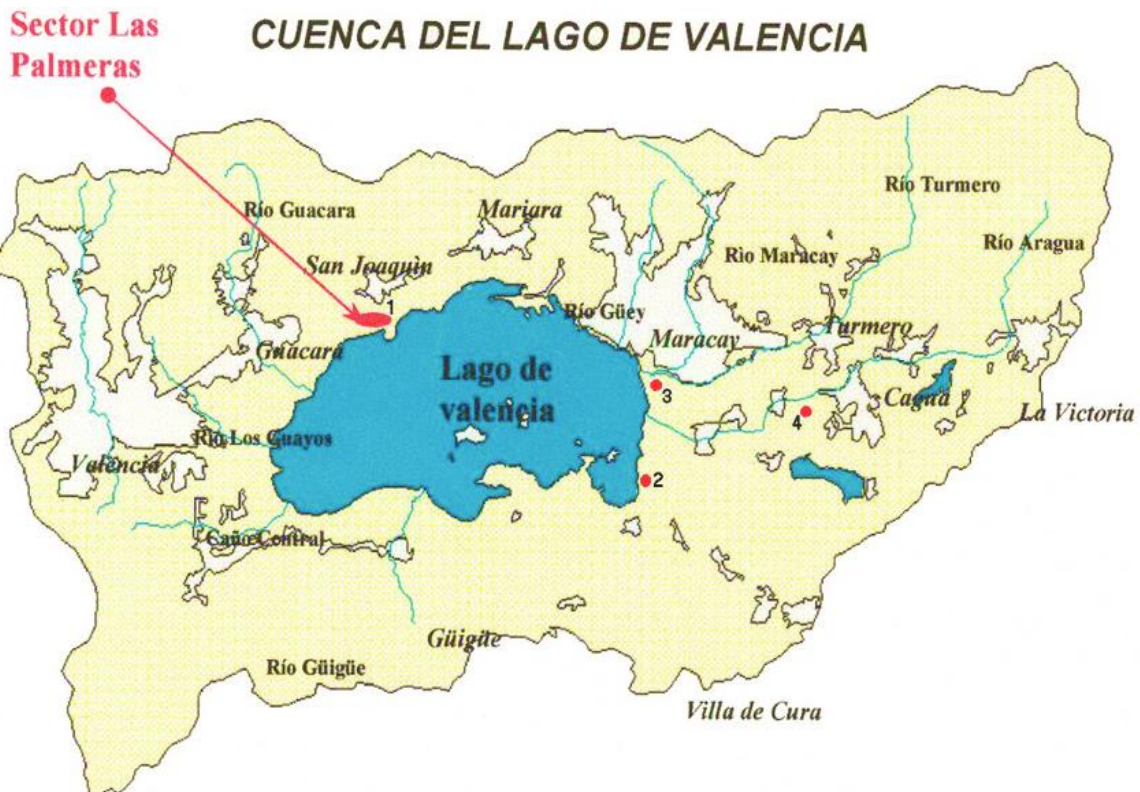 Sector Las
Palmeras
CUENCA DEL LAGO DE VALENCIA
Río Guacara
Mariara
Río Turmero
San Joaquìn
Rìo Maracay
Río Aragua
1
Río Güey
Guacara
Maracay
Turmero
Lago de
valencia
3
Cagua
4
La Victoria
Río Los Guayos
Valencia
2
Caño Central
Güigüe
Río Güigüe
Villa de Cura